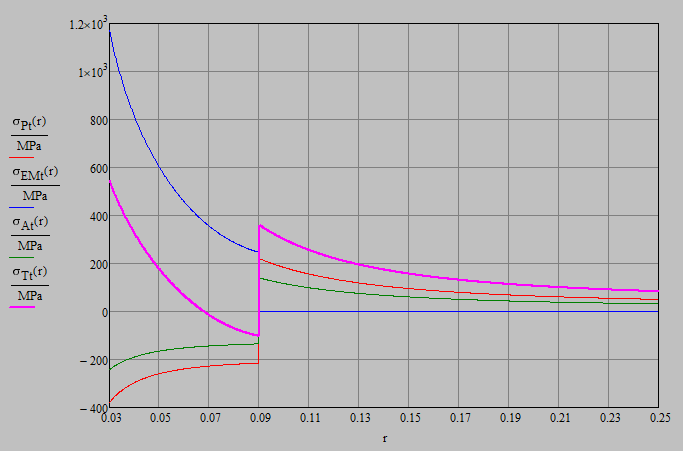 1.2×10³
1×10³
800
600
400
200
0
−200
−400
σPt(r)
MPa
σEMt(r)
MPa
σAt(r)
MPa
σTt(r)
MPa
0.03 0.05 0.07 0.09 0.11 0.13 0.15 0.17 0.19 0.21 0.23 0.25
r